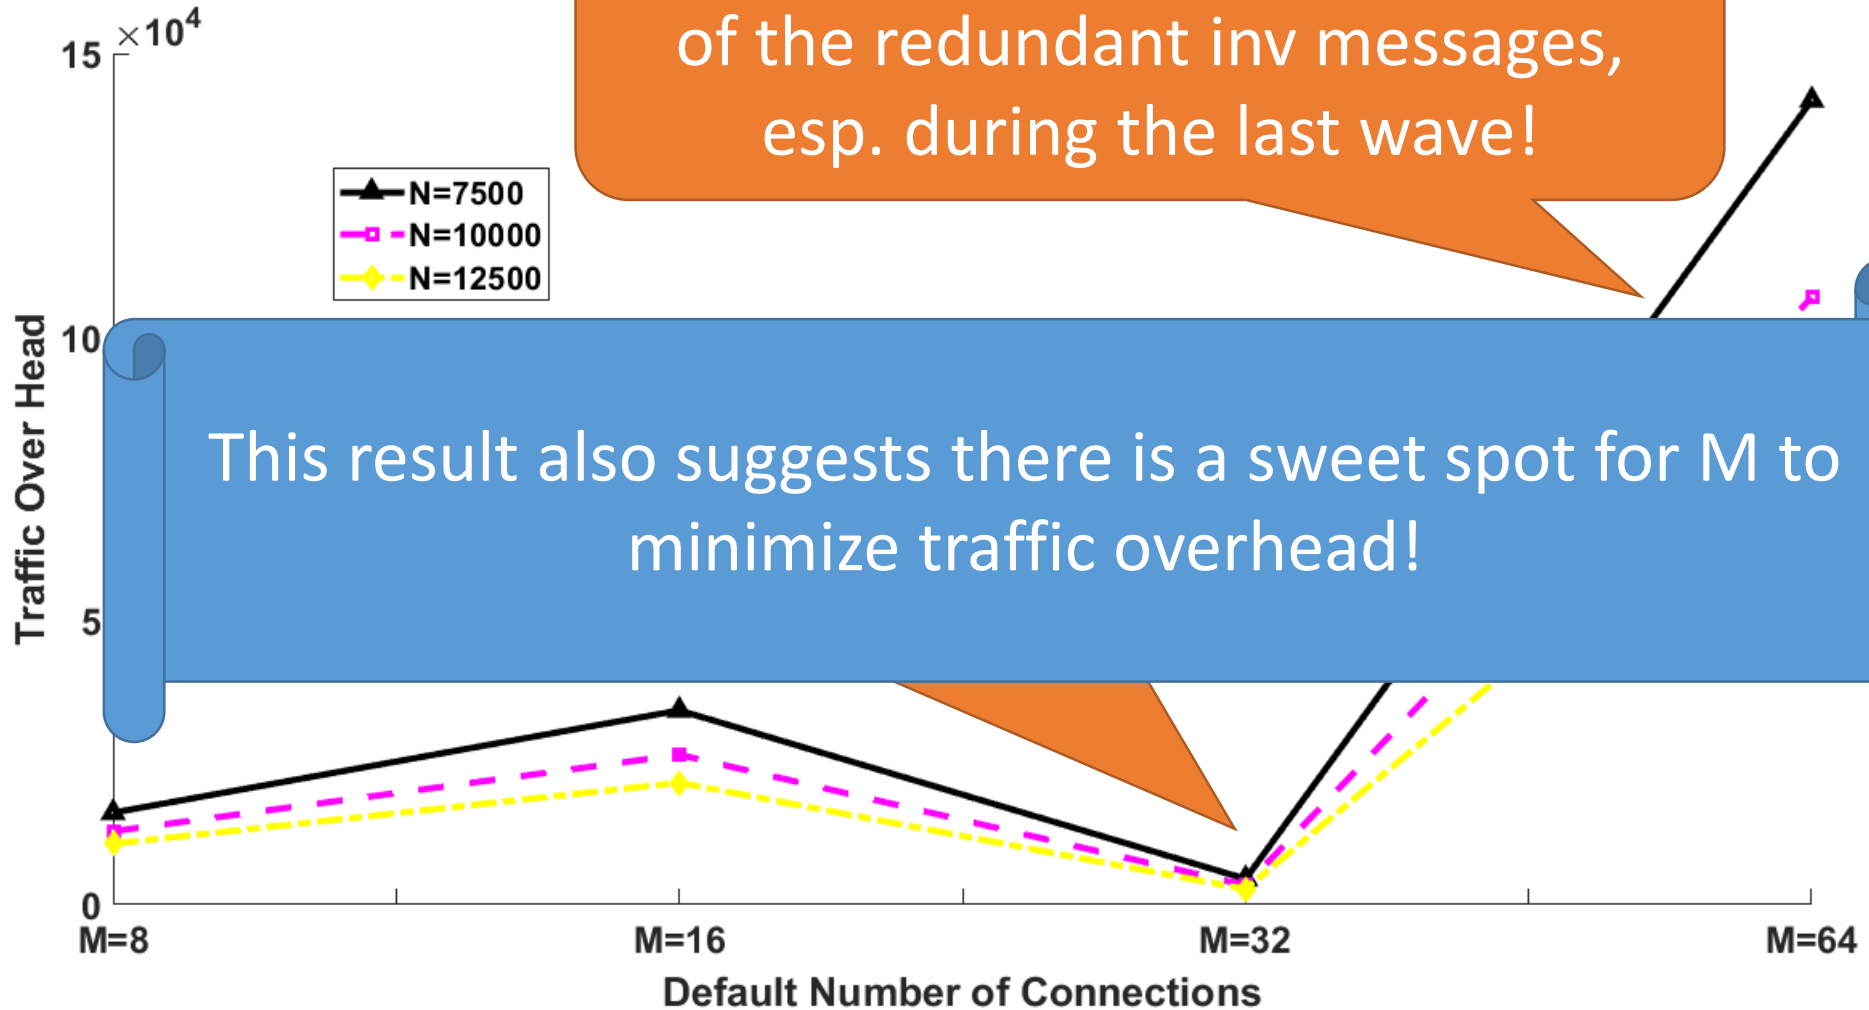 ×10⁴
of the redundant inv messages,
esp. during the last wave!
15
N=7500
N=10000
N=12500
10
This result also suggests there is a sweet spot for M to
minimize traffic overhead!
5
0
Traffic Over Head
M=8 M=16 M=32 M=64
Default Number of Connections